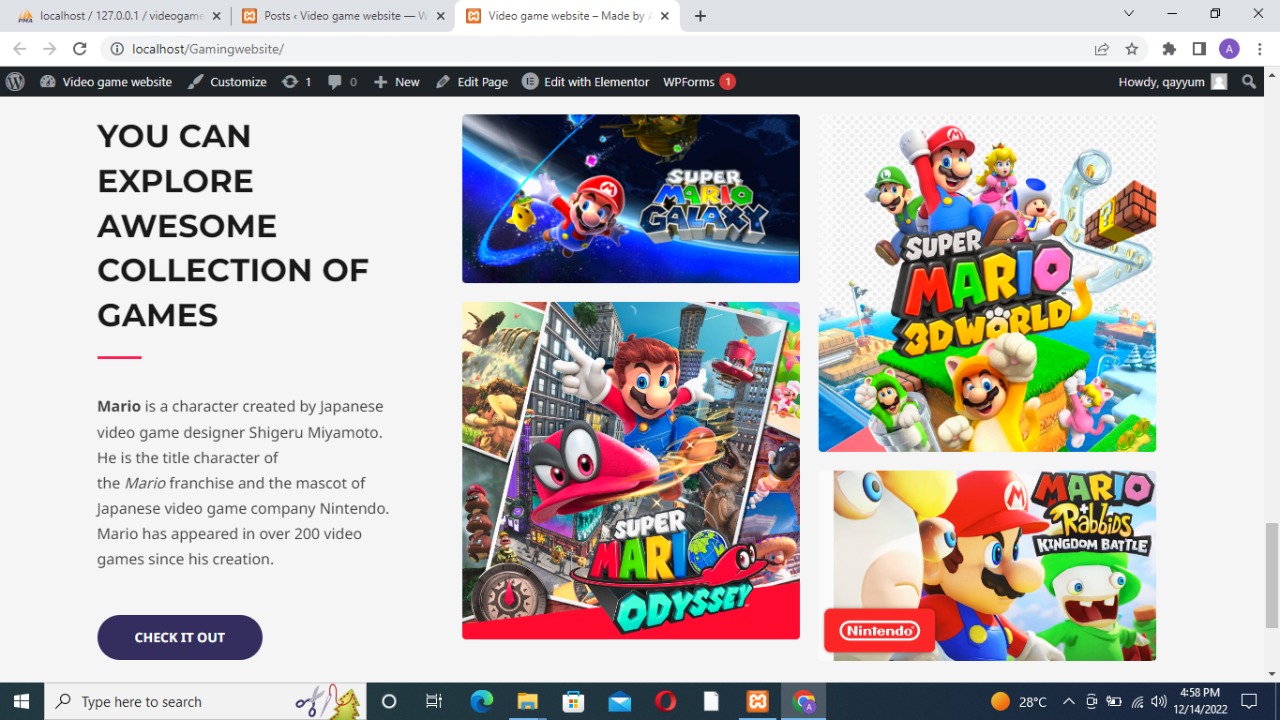 localhost / 127.0.0.1 / videogame
Posts ‹ Video game website — W
Video game website – Made by
localhost/Gamingwebsite/
A
Video game website
Customize
1
0
New
Edit Page
Edit with Elementor
WPForms 1
Howdy, qayyum
YOU CAN
EXPLORE
AWESOME
COLLECTION OF
GAMES
Mario is a character created by Japanese
video game designer Shigeru Miyamoto.
He is the title character of
the Mario franchise and the mascot of
Japanese video game company Nintendo.
Mario has appeared in over 200 video
games since his creation.
CHECK IT OUT
SUPER
MARIO
GALAXY
SUPER
MARIO
ODYSSEY
SUPER
MARIO
3D WORLD
MARIO
+
Rabbids
KINGDOM BATTLE
Nintendo
Type here to search
28°C
4:58 PM
12/14/2022